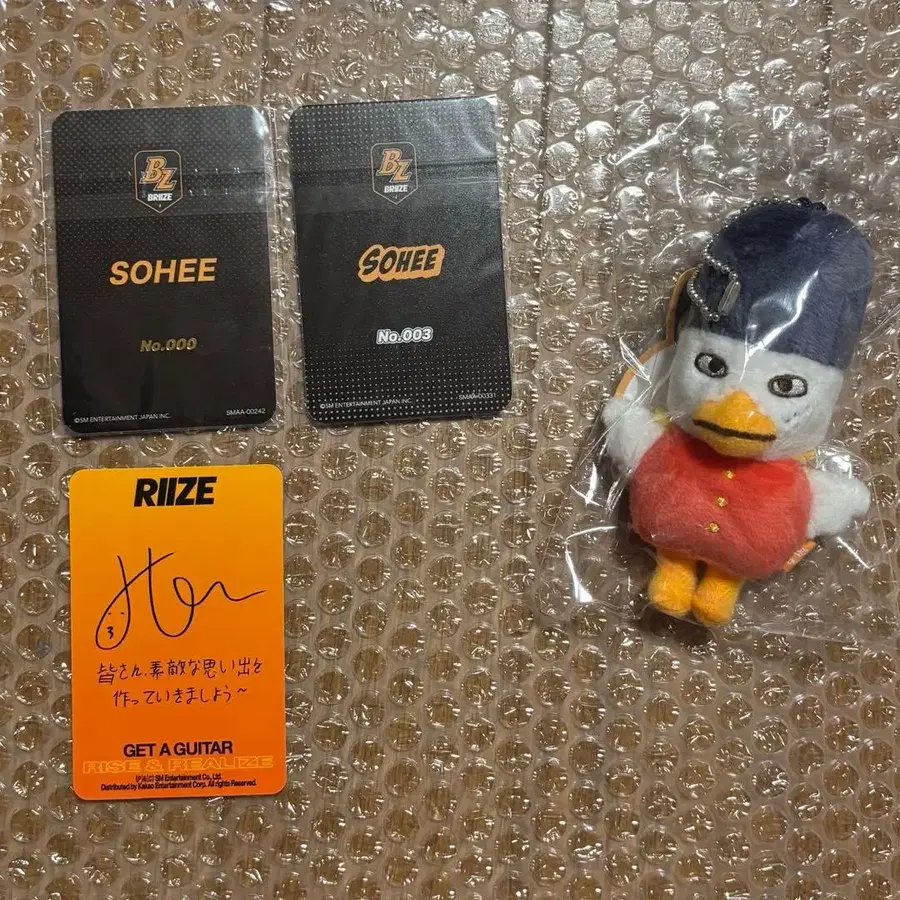 BZ
BRIIZE
SOHEE
No.000
©SM ENTERTAINMENT JAPAN INC.
SMAA-00242
BZ
BRIIZE
SOHEE
No.003
©SM ENTERTAINMENT JAPAN INC.
SMAA-00331
RIIZE
皆さん、素敵な思い出を
作っていきましょう~
GET A GUITAR
RISE & REALIZE
(P)&(C) SM Entertainment Co., Ltd.
Distributed by Kakao Entertainment Corp. All rights Reserved.